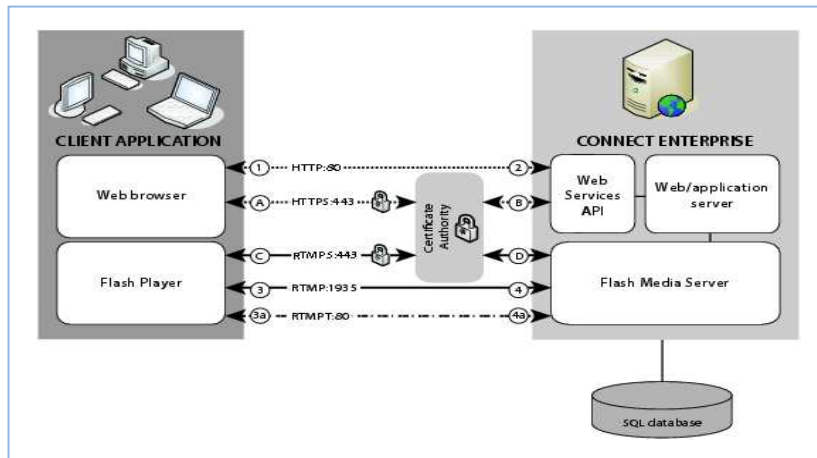 CLIENT APPLICATION
CONNECT ENTERPRISE
1 HTTP:80 2
Web browser
A HTTPS:443 B
Certificate
Authority
Web
Services
API
Web/application
server
C RTMPS:443 D
Flash Player
3 RTMP:1935 4
Flash Media Server
3a RTMPT:80 4a
SQL database